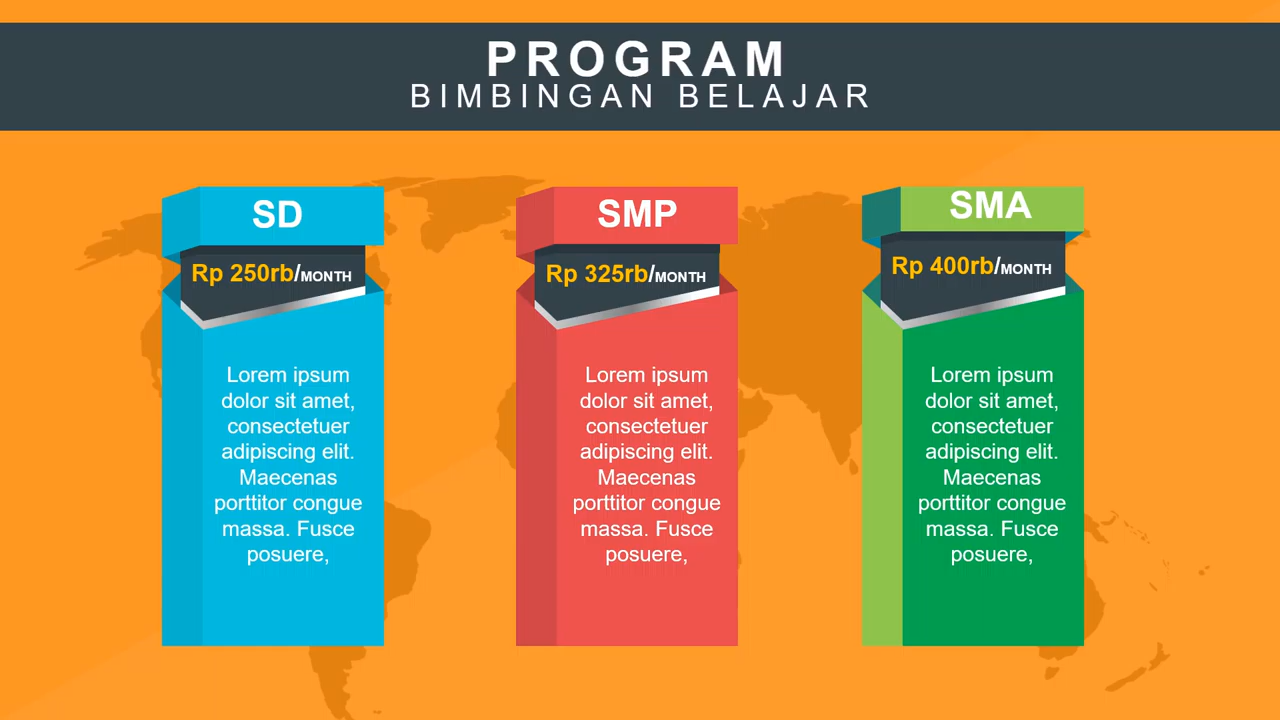 PROGRAM
BIMBINGAN BELAJAR
SD
Rp 250rb/MONTH
Lorem ipsum
dolor sit amet,
consectetuer
adipiscing elit.
Maecenas
porttitor congue
massa. Fusce
posuere,
SMP
Rp 325rb/MONTH
Lorem ipsum
dolor sit amet,
consectetuer
adipiscing elit.
Maecenas
porttitor congue
massa. Fusce
posuere,
SMA
Rp 400rb/MONTH
Lorem ipsum
dolor sit amet,
consectetuer
adipiscing elit.
Maecenas
porttitor congue
massa. Fusce
posuere,